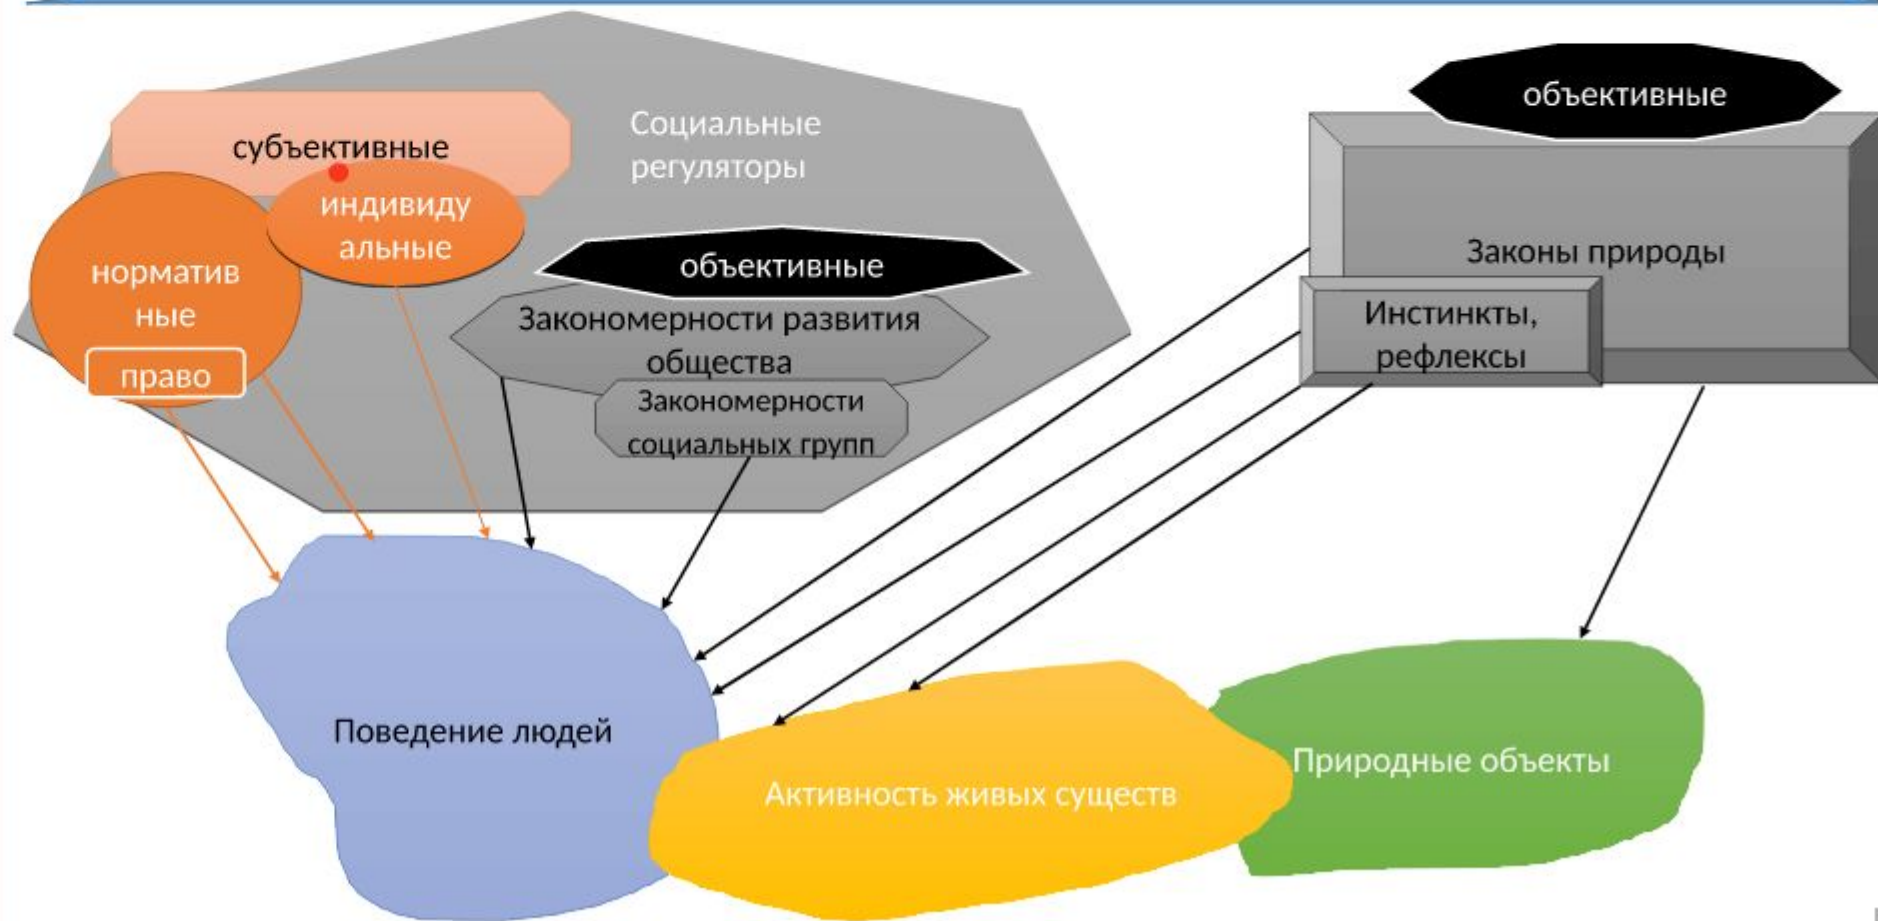 субъективные
Социальные
регуляторы
индивиду
альные
норматив
ные
право
объективные
Закономерности развития
общества
Закономерности
социальных групп
объективные
Законы природы
Инстинкты,
рефлексы
Поведение людей
Активность живых существ
Природные объекты